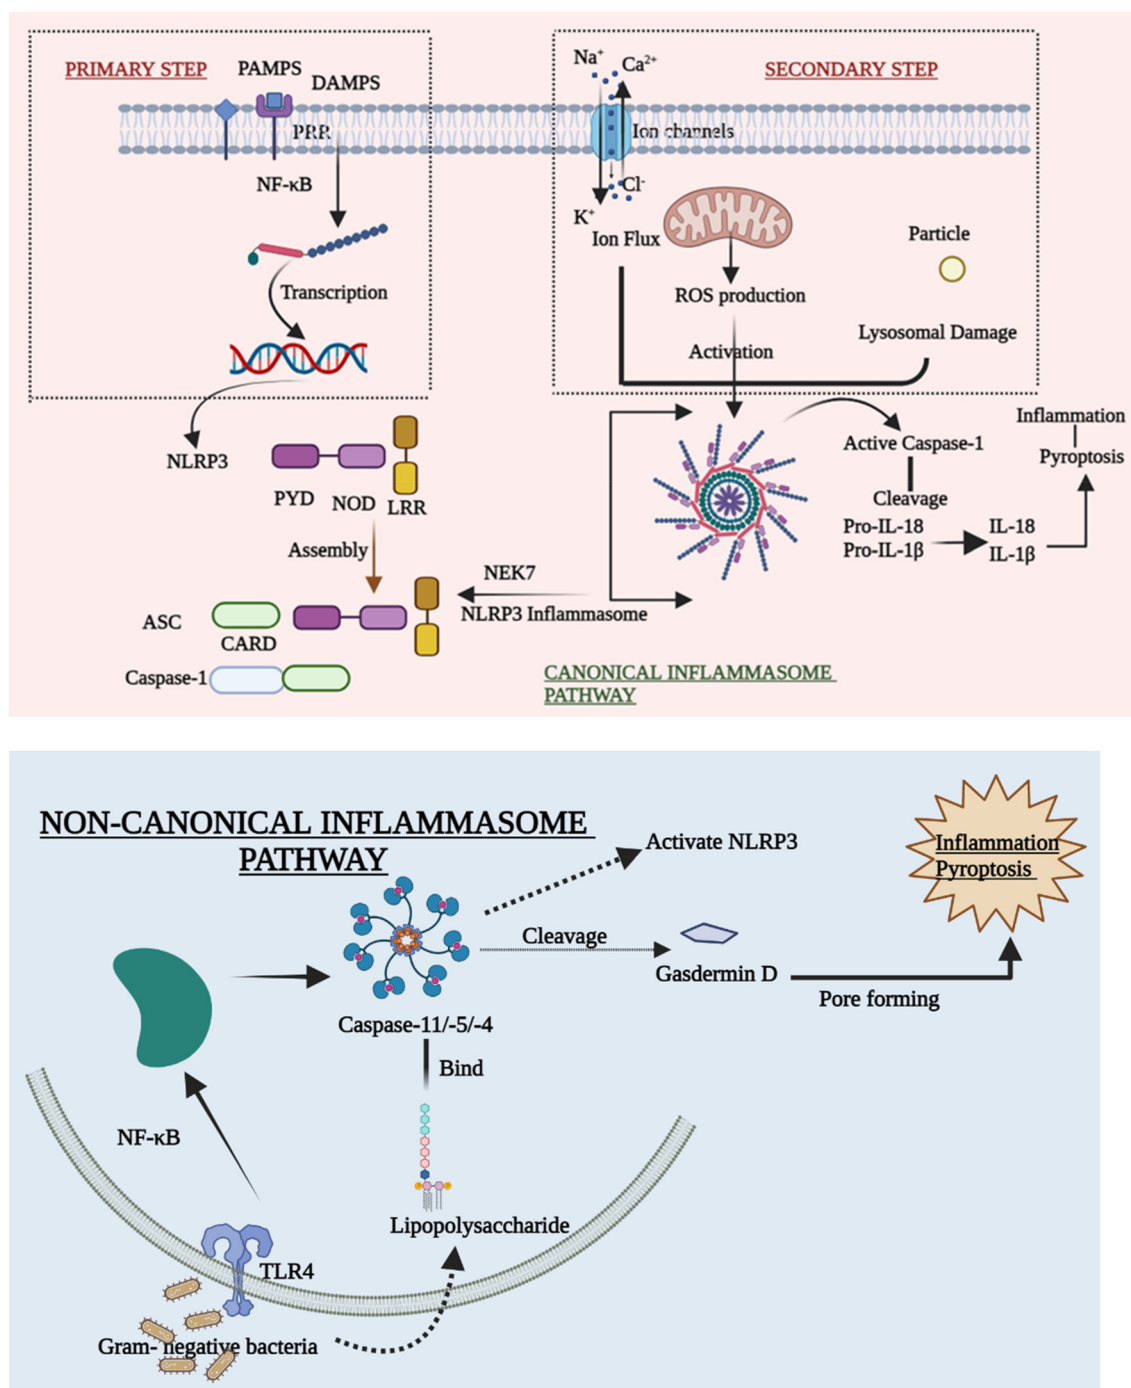 PRIMARY STEP
PAMPS
DAMPS
PRR
NF-κB
Transcription
NLRP3
PYD
NOD
LRR
Assembly
ASC
CARD
Caspase-1
NEK7
NLRP3 Inflammasome
SECONDARY STEP
Na⁺
Ca²⁺
Ion channels
Cl⁻
K⁺
Ion Flux
ROS production
Activation
Particle
Lysosomal Damage
Active Caspase-1
Cleavage
Pro-IL-18
Pro-IL-1β
IL-18
IL-1β
Inflammation
Pyroptosis
CANONICAL INFLAMMASOME
PATHWAY
NON-CANONICAL INFLAMMASOME
PATHWAY
Activate NLRP3
Inflammation
Pyroptosis
Cleavage
Gasdermin D
Pore forming
Caspase-11/-5/-4
Bind
NF-κB
Lipopolysaccharide
TLR4
Gram- negative bacteria